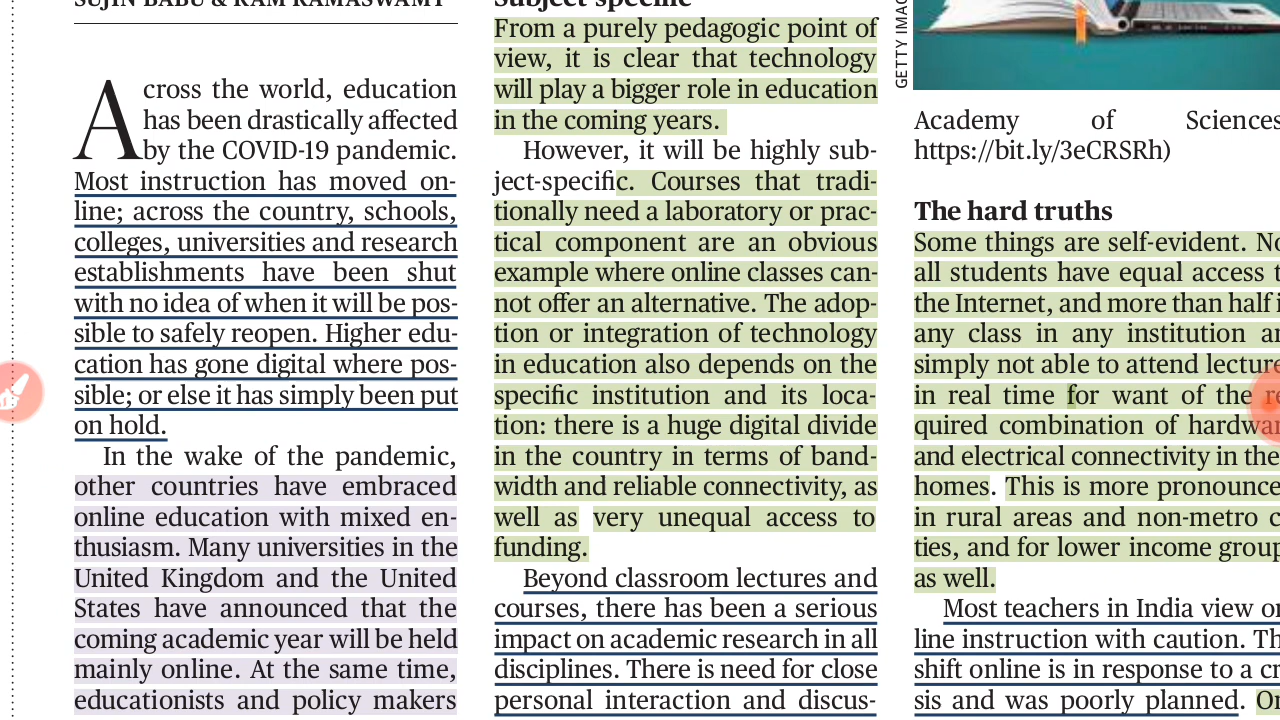 SUJIN BABU & RAM RAMASWAMY
Across the world, education
has been drastically affected
by the COVID-19 pandemic.
Most instruction has moved on-
line; across the country, schools,
colleges, universities and research
establishments have been shut
with no idea of when it will be pos-
sible to safely reopen. Higher edu-
cation has gone digital where pos-
sible; or else it has simply been put
on hold.
In the wake of the pandemic,
other countries have embraced
online education with mixed en-
thusiasm. Many universities in the
United Kingdom and the United
States have announced that the
coming academic year will be held
mainly online. At the same time,
educationists and policy makers
Subject specific
From a purely pedagogic point of
view, it is clear that technology
will play a bigger role in education
in the coming years.
However, it will be highly sub-
ject-specific. Courses that tradi-
tionally need a laboratory or prac-
tical component are an obvious
example where online classes can-
not offer an alternative. The adop-
tion or integration of technology
in education also depends on the
specific institution and its loca-
tion: there is a huge digital divide
in the country in terms of band-
width and reliable connectivity, as
well as very unequal access to
funding.
Beyond classroom lectures and
courses, there has been a serious
impact on academic research in all
disciplines. There is need for close
personal interaction and discus-
GETTY IMAG
Academy of Sciences
https://bit.ly/3eCRSRh)
The hard truths
Some things are self-evident. No
all students have equal access t
the Internet, and more than half i
any class in any institution ar
simply not able to attend lecture
in real time for want of the re
quired combination of hardwar
and electrical connectivity in the
homes. This is more pronounce
in rural areas and non-metro c
ties, and for lower income group
as well.
Most teachers in India view on
line instruction with caution. Th
shift online is in response to a cri
sis and was poorly planned. On